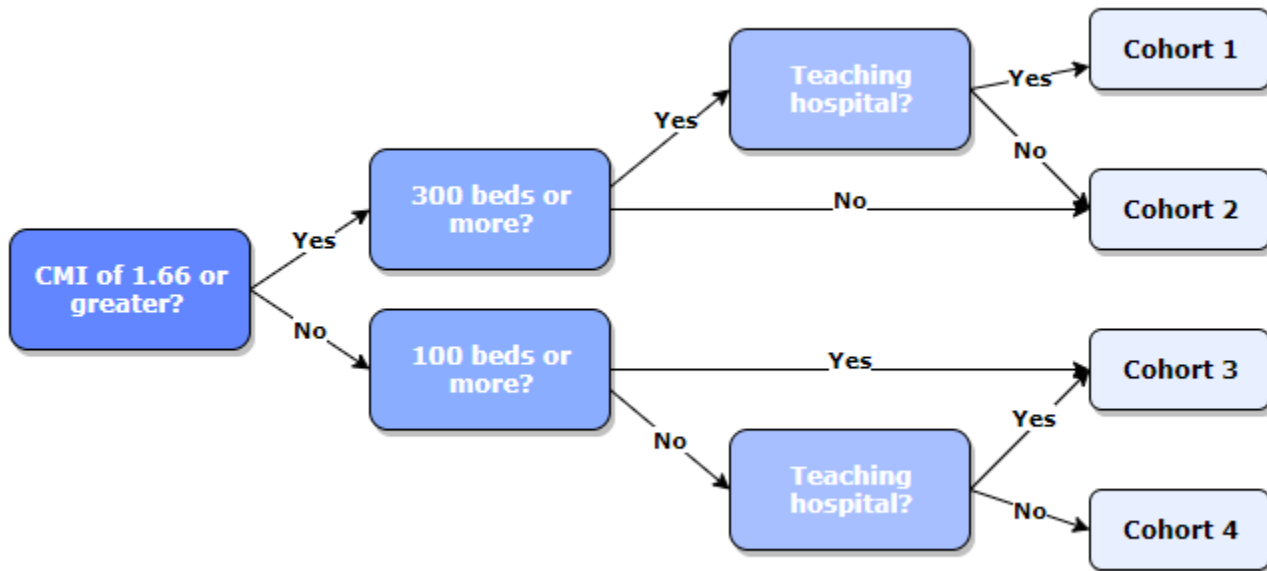 CMI of 1.66 or
greater?
Yes
No
300 beds or
more?
Yes
No
100 beds or
more?
Yes
No
Teaching
hospital?
Yes
No
Teaching
hospital?
Yes
No
Cohort 1
Cohort 2
Cohort 3
Cohort 4